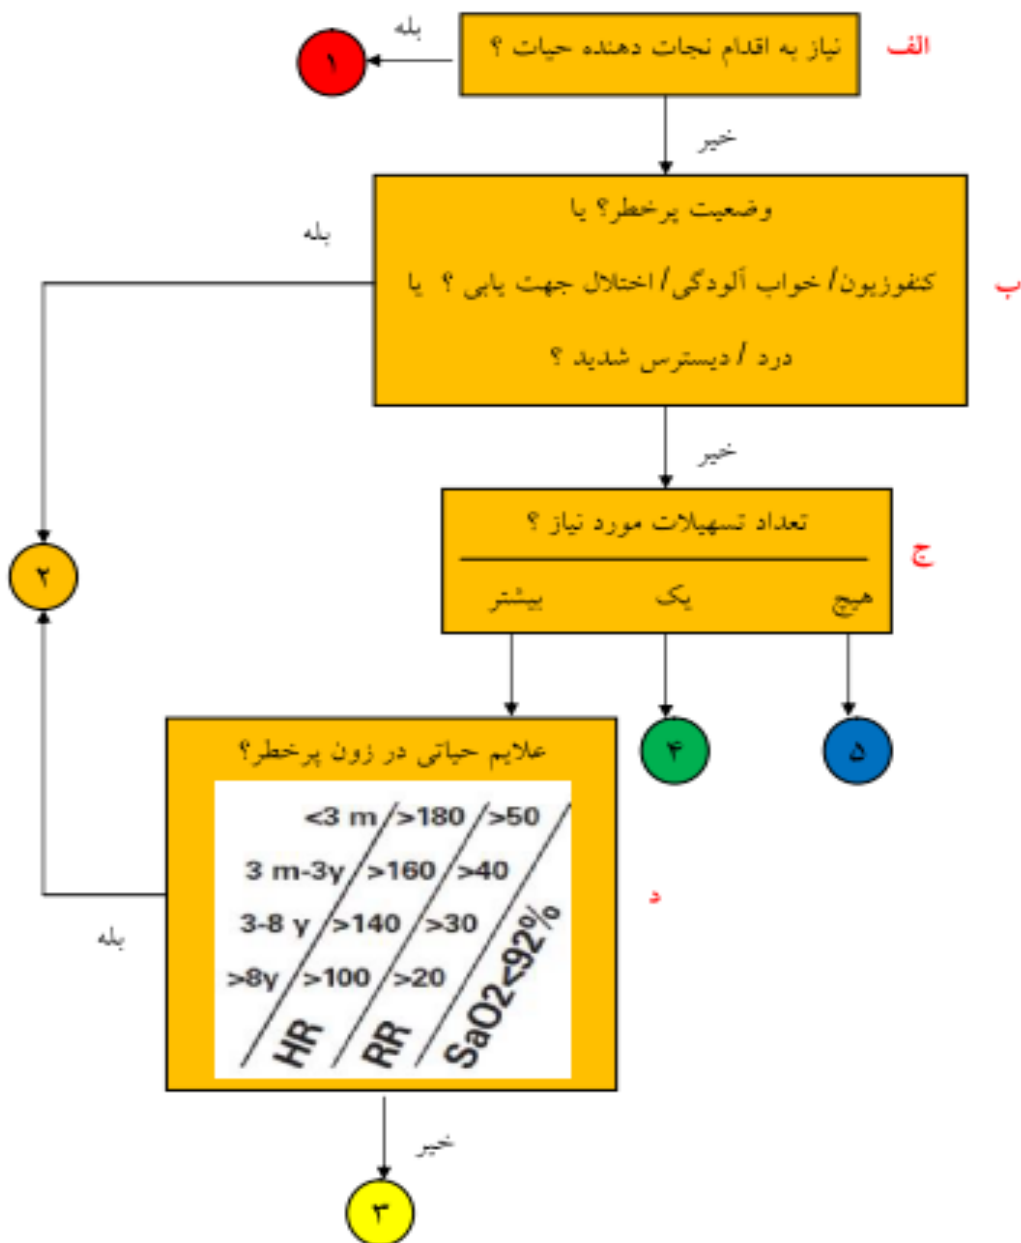 نیاز به اقدام نجات دهنده حیات ؟
الف
بله
۱
خیر
وضعیت پرخطر؟ یا
کنفوزیون/ خواب آلودگی/ اختلال جهت یابی ؟ یا
درد / دیسترس شدید ؟
ب
بله
۲
خیر
تعداد تسهیلات مورد نیاز ؟
هیچ یک بیشتر
ج
۵
۴
علایم حیاتی در زون پرخطر؟
<3 m >180 >50
3 m-3y >160 >40
3-8 y >140 >30
>8y >100 >20
HR RR SaO2<92%
د
بله
خیر
۳